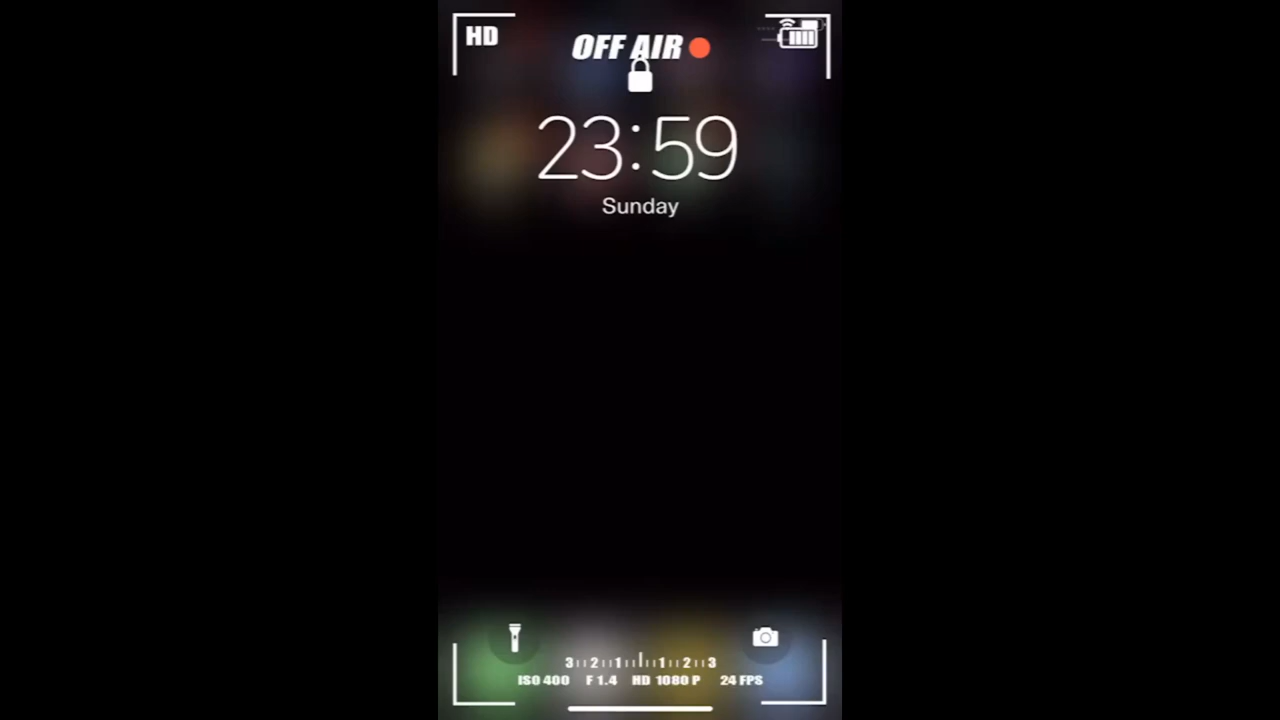 HD
OFF AIR
23:59
Sunday
3 2 1 1 2 3
ISO 400 F 1.4 HD 1080 P 24 FPS